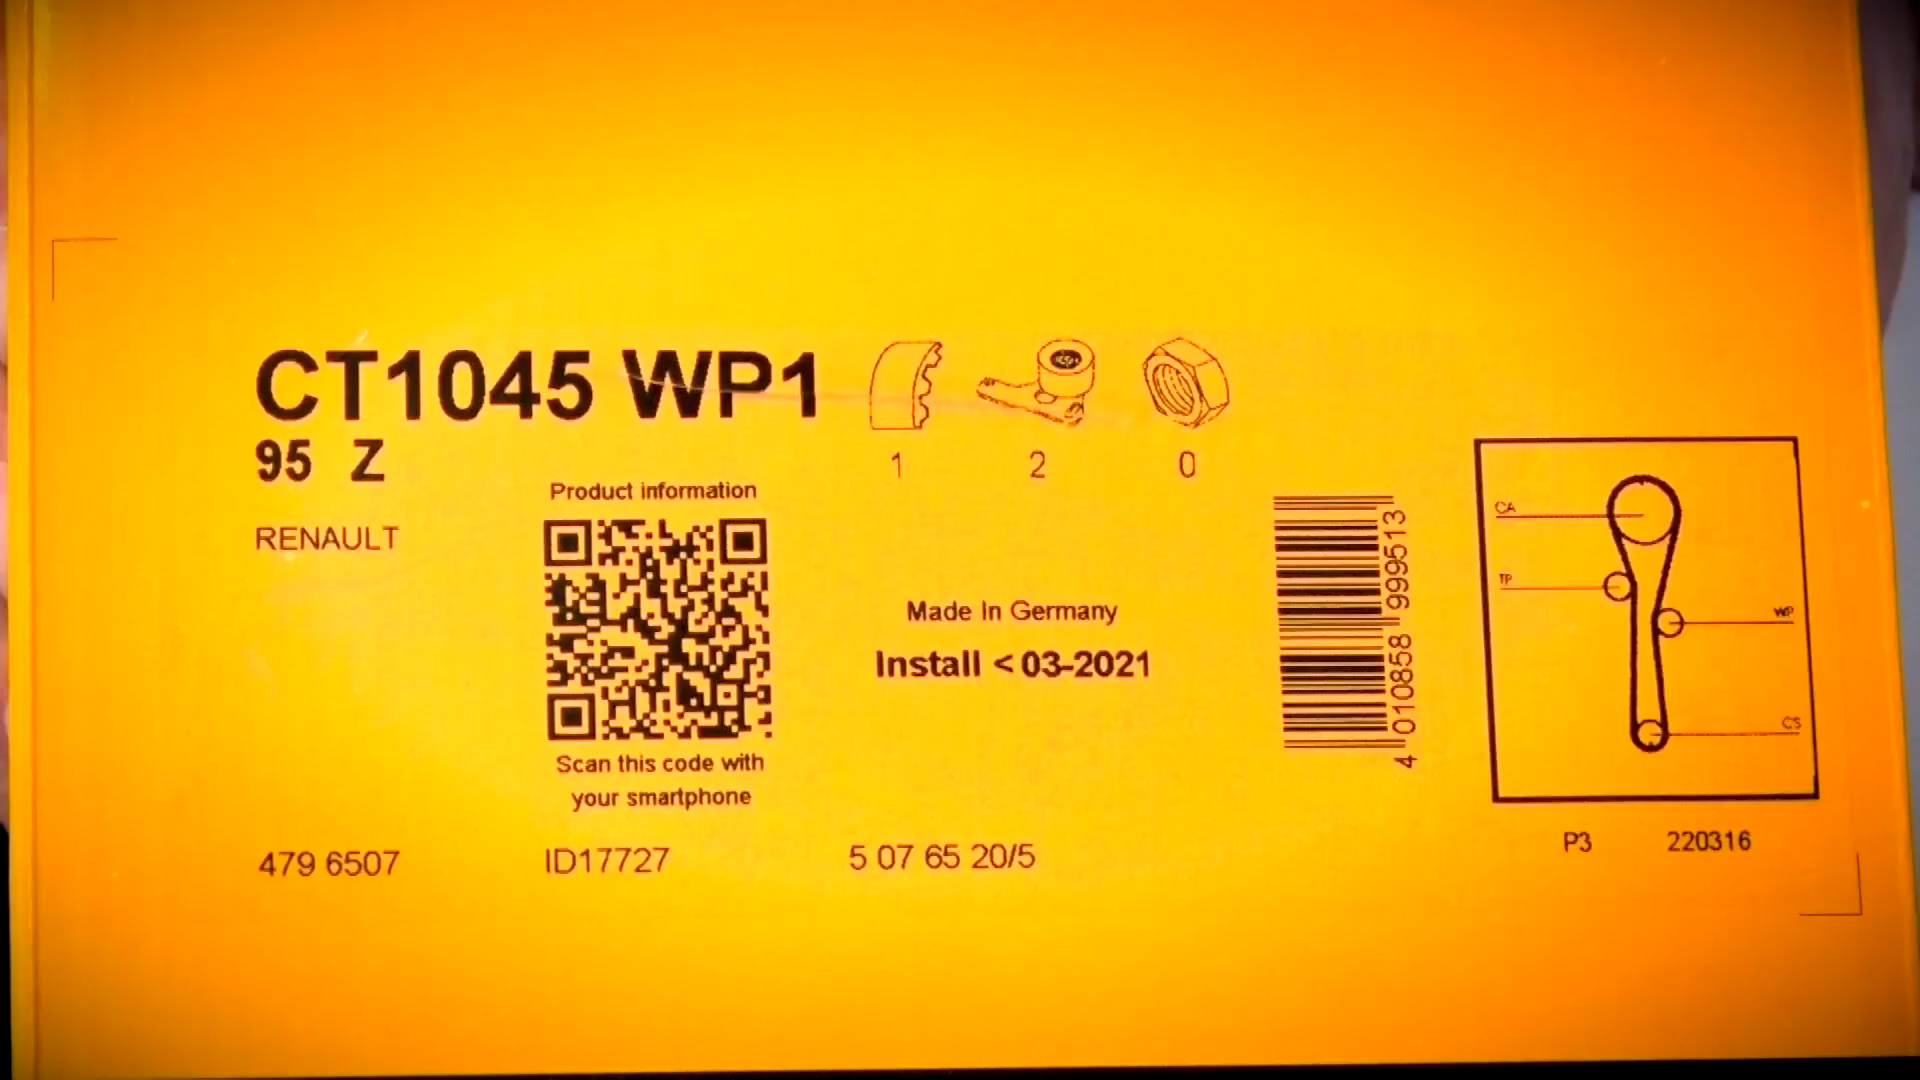 CT1045 WP1
95 Z
1 2 0
RENAULT
Product information
Scan this code with
your smartphone
Made In Germany
Install < 03-2021
4 010858 999513
CA
TP
WP
CS
479 6507
ID17727
5 07 65 20/5
P3 220316